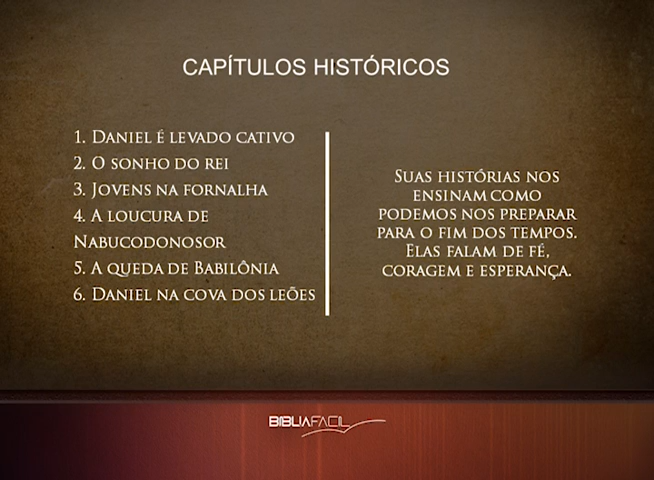 CAPÍTULOS HISTÓRICOS
1. DANIEL É LEVADO CATIVO
2. O SONHO DO REI
3. JOVENS NA FORNALHA
4. A LOUCURA DE
NABUCODONOSOR
5. A QUEDA DE BABILÔNIA
6. DANIEL NA COVA DOS LEÕES
SUAS HISTÓRIAS NOS
ENSINAM COMO
PODEMOS NOS PREPARAR
PARA O FIM DOS TEMPOS.
ELAS FALAM DE FÉ,
CORAGEM E ESPERANÇA.
BIBLIAFACIL